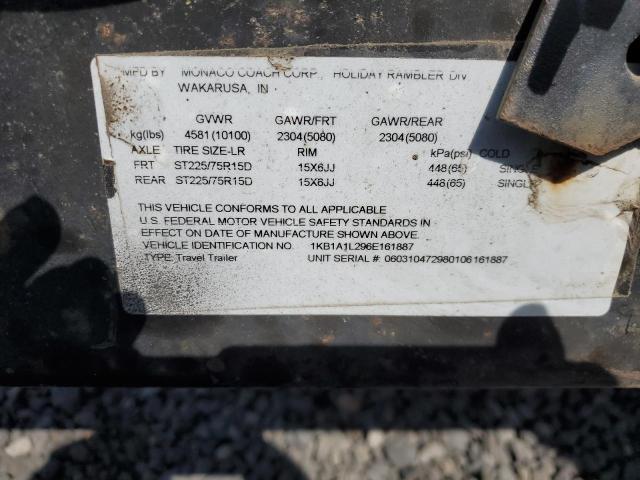 MFD BY MONACO COACH CORP., HOLIDAY RAMBLER DIV
WAKARUSA, IN
GVWR GAWR/FRT GAWR/REAR
kg(lbs) 4581(10100) 2304(5080) 2304(5080)
AXLE TIRE SIZE-LR RIM kPa(psi) COLD
FRT ST225/75R15D 15X6JJ 448(65) SINGLE
REAR ST225/75R15D 15X6JJ 448(65) SINGLE
THIS VEHICLE CONFORMS TO ALL APPLICABLE
U.S. FEDERAL MOTOR VEHICLE SAFETY STANDARDS IN
EFFECT ON DATE OF MANUFACTURE SHOWN ABOVE.
VEHICLE IDENTIFICATION NO. 1KB1A1L296E161887
TYPE: Travel Trailer UNIT SERIAL #: 060310472980106161887